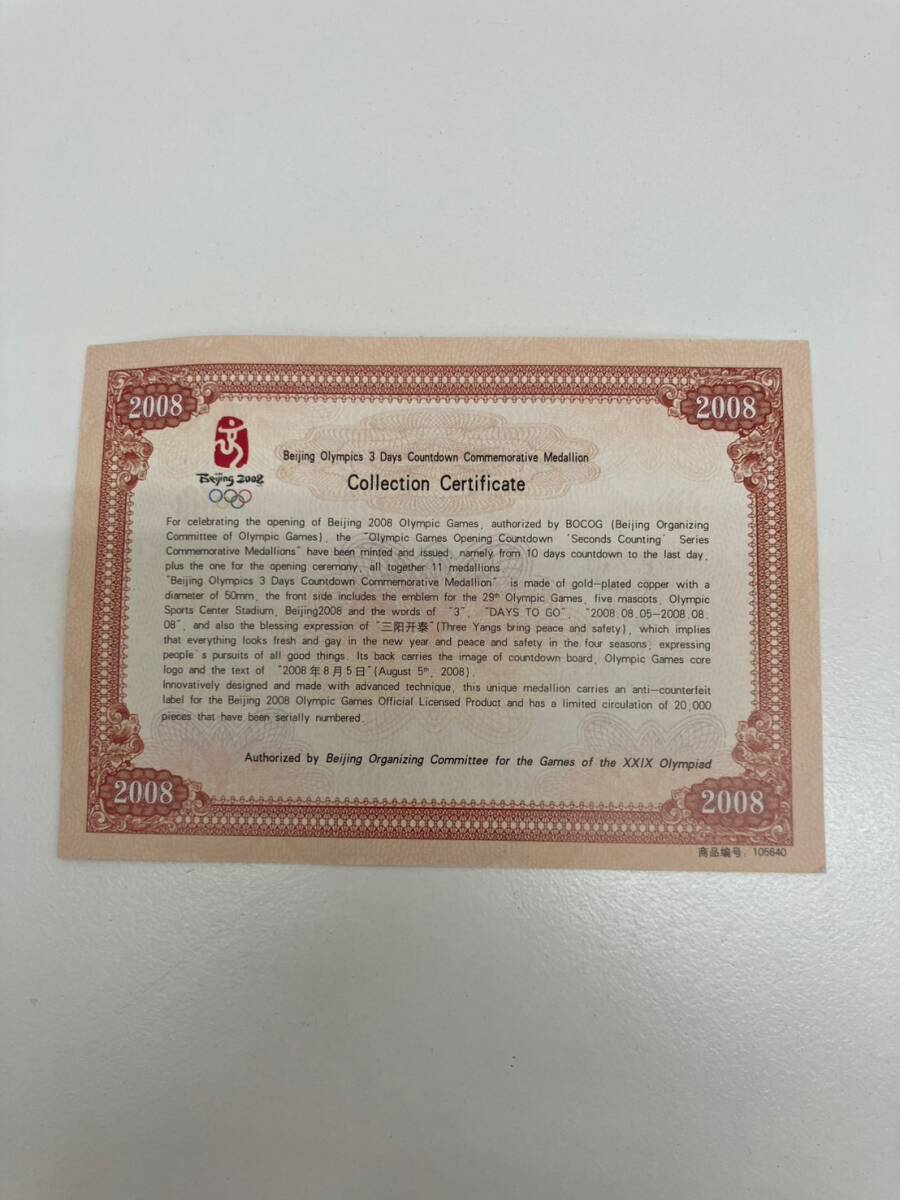 2008
2008
Beijing 2008
Beijing Olympics 3 Days Countdown Commemorative Medallion
Collection Certificate
For celebrating the opening of Beijing 2008 Olympic Games, authorized by BOCOG (Beijing Organizing
Committee of Olympic Games), the "Olympic Games Opening Countdown 'Seconds Counting' Series
Commemorative Medallions" have been minted and issued, namely from 10 days countdown to the last day,
plus the one for the opening ceremony, all together 11 medallions.
"Beijing Olympics 3 Days Countdown Commemorative Medallion" is made of gold-plated copper with a
diameter of 50mm, the front side includes the emblem for the 29th Olympic Games, five mascots, Olympic
Sports Center Stadium, Beijing2008 and the words of "3", "DAYS TO GO", "2008.08.05-2008.08.
08", and also the blessing expression of "三阳开泰"(Three Yangs bring peace and safety), which implies
that everything looks fresh and gay in the new year and peace and safety in the four seasons, expressing
people's pursuits of all good things. Its back carries the image of countdown board, Olympic Games core
logo and the text of "2008年8月5日"(August 5th, 2008).
Innovatively designed and made with advanced technique, this unique medallion carries an anti-counterfeit
label for the Beijing 2008 Olympic Games Official Licensed Product and has a limited circulation of 20,000
pieces that have been serially numbered.
Authorized by Beijing Organizing Committee for the Games of the XXIX Olympiad
2008
2008
商品编号: 105640